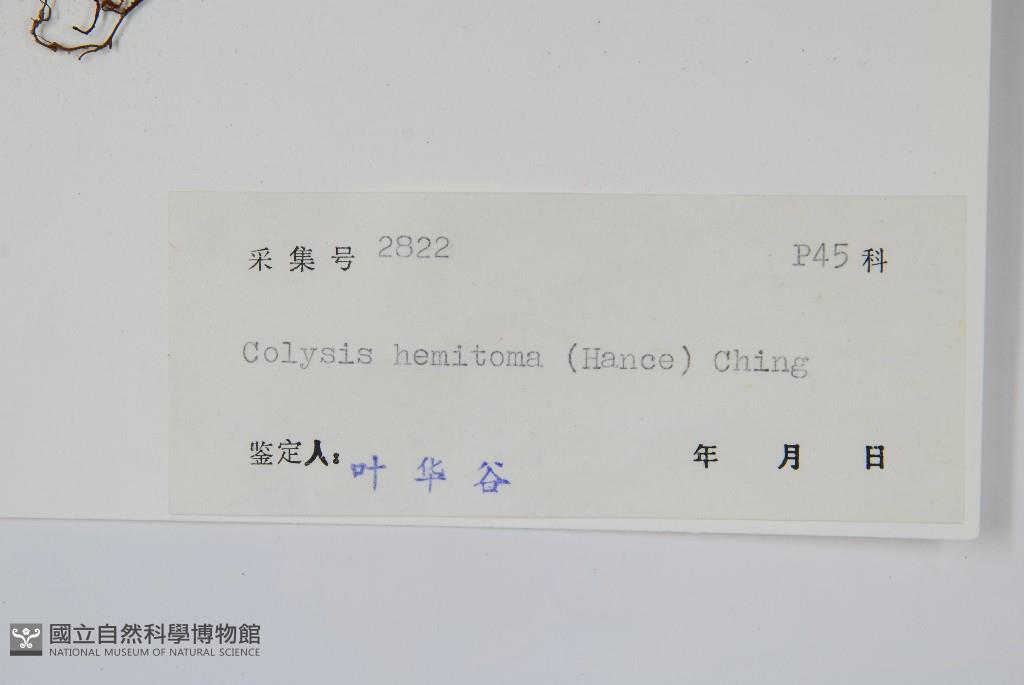 采集号 2822 P45 科
Colysis hemitoma (Hance) Ching
鉴定人: 叶华谷 年 月 日
國立自然科學博物館
NATIONAL MUSEUM OF NATURAL SCIENCE